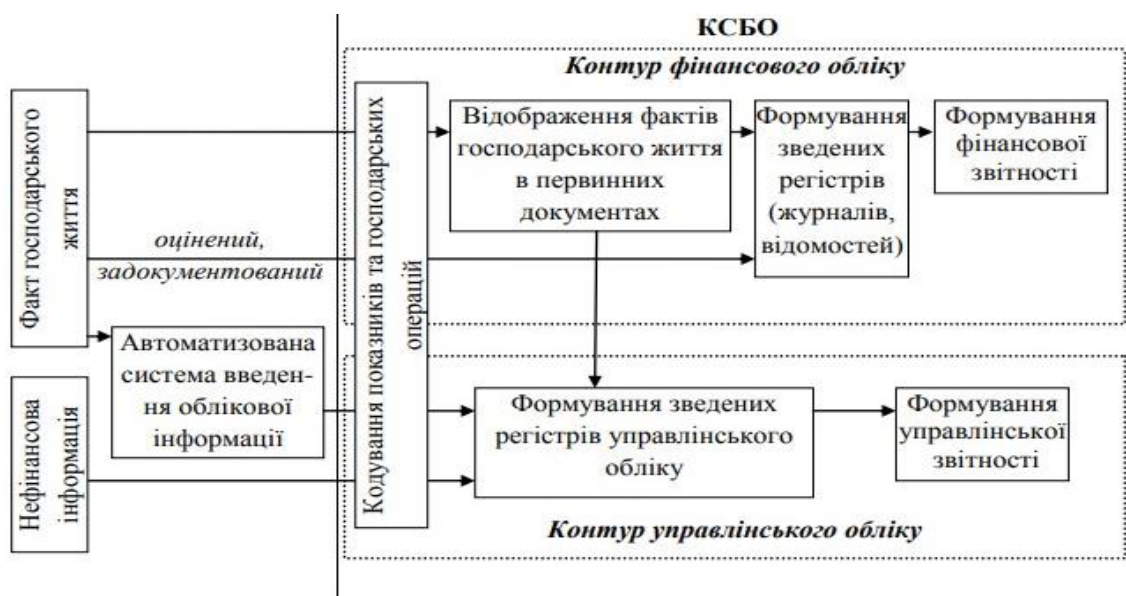 КСБО
Контур фінансового обліку
Факт господарського
життя
оцінений,
задокументований
Автоматизована
система введен-
ня облікової
інформації
Нефінансова
інформація
Кодування показників та господарських
операцій
Відображення фактів
господарського життя
в первинних
документах
Формування
зведених
регістрів
(журналів,
відомостей)
Формування
фінансової
звітності
Формування зведених
регістрів управлінського
обліку
Формування
управлінської
звітності
Контур управлінського обліку